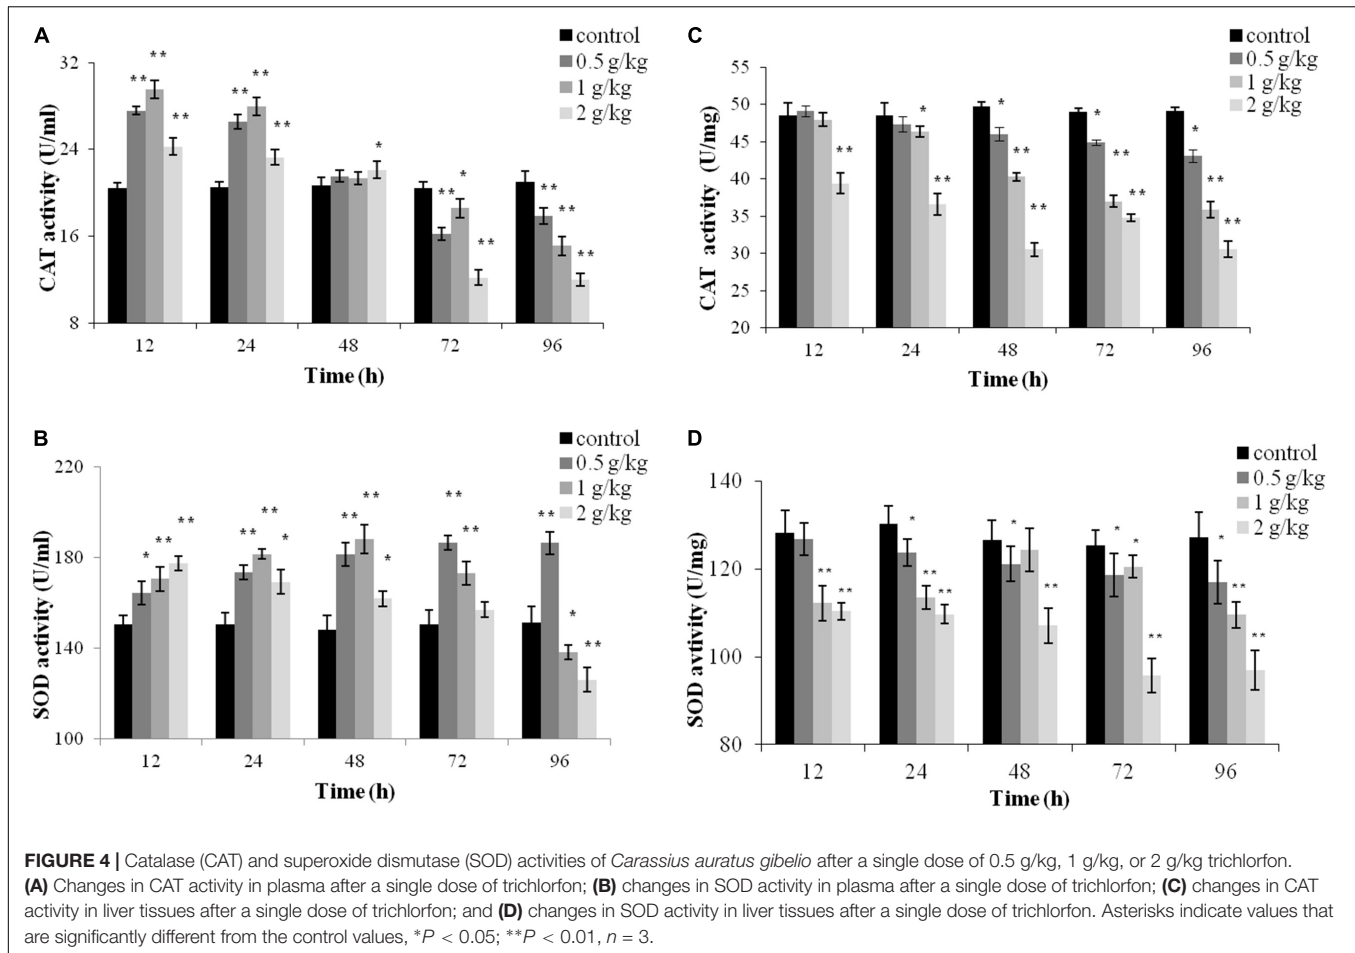 A
control
0.5 g/kg
1 g/kg
2 g/kg
32
24
16
8
CAT activity (U/ml)
** ** **
** ** **
*
** * **
** ** **
12 24 48 72 96
Time (h)
C
control
0.5 g/kg
1 g/kg
2 g/kg
55
50
45
40
35
30
25
20
CAT activity (U/mg)
**
* **
* ** **
* ** **
* ** **
12 24 48 72 96
Time (h)
B
control
0.5 g/kg
1 g/kg
2 g/kg
220
180
140
100
SOD activity (U/ml)
* ** **
** ** *
** ** *
** **
** * **
12 24 48 72 96
Time (h)
D
control
0.5 g/kg
1 g/kg
2 g/kg
140
120
100
80
SOD avtivity (U/mg)
** **
* ** **
* **
* * **
* ** **
12 24 48 72 96
Time (h)
FIGURE 4 | Catalase (CAT) and superoxide dismutase (SOD) activities of Carassius auratus gibelio after a single dose of 0.5 g/kg, 1 g/kg, or 2 g/kg trichlorfon.
(A) Changes in CAT activity in plasma after a single dose of trichlorfon; (B) changes in SOD activity in plasma after a single dose of trichlorfon; (C) changes in CAT
activity in liver tissues after a single dose of trichlorfon; and (D) changes in SOD activity in liver tissues after a single dose of trichlorfon. Asterisks indicate values that
are significantly different from the control values, *P < 0.05; **P < 0.01, n = 3.